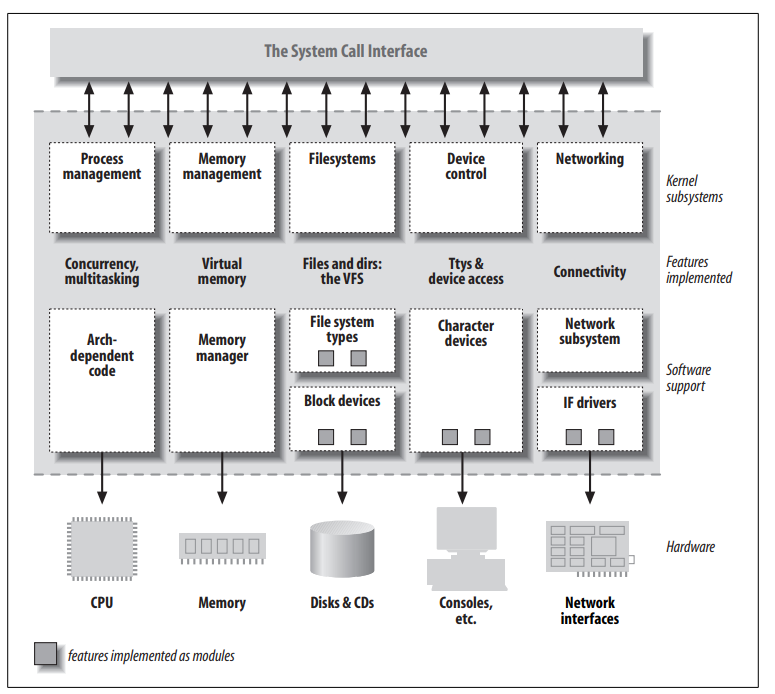 The System Call Interface
Process
management
Memory
management
Filesystems
Device
control
Networking
Kernel
subsystems
Concurrency,
multitasking
Virtual
memory
Files and dirs:
the VFS
Ttys &
device access
Connectivity
Features
implemented
Arch-
dependent
code
Memory
manager
File system
types
Block devices
Character
devices
Network
subsystem
IF drivers
Software
support
Hardware
CPU
Memory
Disks & CDs
Consoles,
etc.
Network
interfaces
features implemented as modules